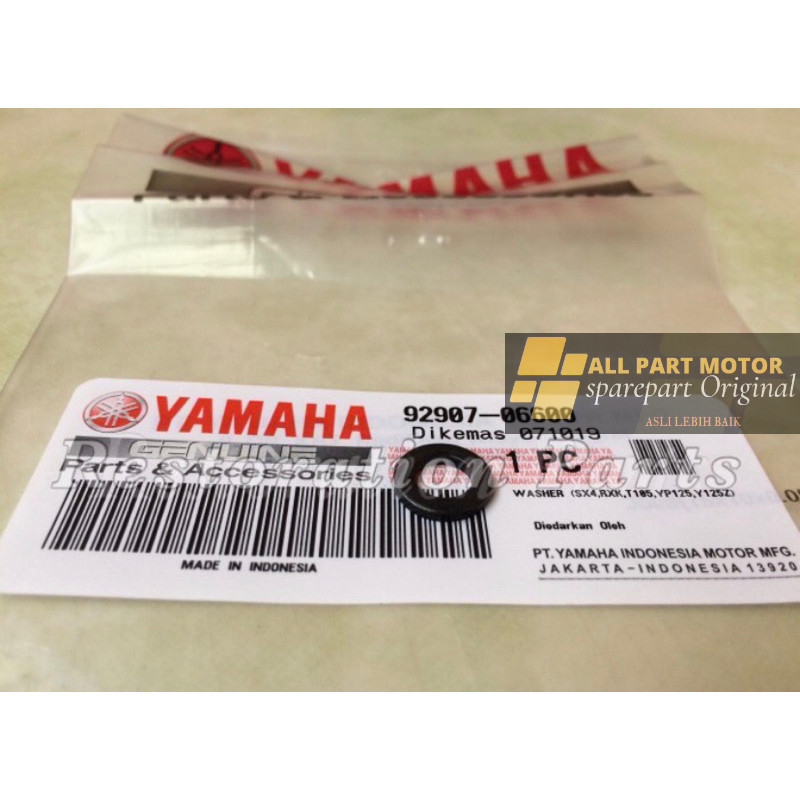 YAMAHA
ALL PART MOTOR
sparepart Original
ASLI LEBIH BAIK
YAMAHA
92907-06600
Dikemas 071019
GENUINE
Parts & Accessories
1 PC
Restoration Parts
WASHER (SX4,RXK,T105,YP125,Y125Z)
Diedarkan Oleh
PT. YAMAHA INDONESIA MOTOR MFG.
JAKARTA-INDONESIA 13920
MADE IN INDONESIA